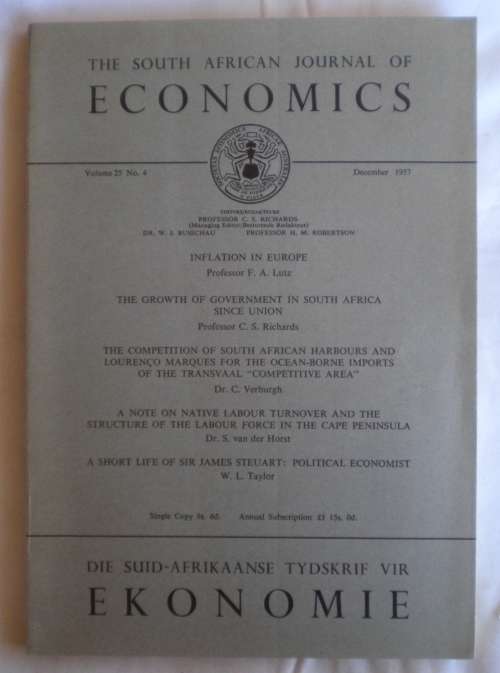 THE SOUTH AFRICAN JOURNAL OF
ECONOMICS
Volume 25 No. 4
December 1957
PROFESSOR C. S. RICHARDS
DR. W. J. BUSSCHAU PROFESSOR H. M. ROBERTSON
INFLATION IN EUROPE
Professor F. A. Lutz
THE GROWTH OF GOVERNMENT IN SOUTH AFRICA
SINCE UNION
Professor C. S. Richards
THE COMPETITION OF SOUTH AFRICAN HARBOURS AND
LOURENÇO MARQUES FOR THE OCEAN-BORNE IMPORTS
OF THE TRANSVAAL "COMPETITIVE AREA"
Dr. C. Verburgh
A NOTE ON NATIVE LABOUR TURNOVER AND THE
STRUCTURE OF THE LABOUR FORCE IN THE CAPE PENINSULA
Dr. S. van der Horst
A SHORT LIFE OF SIR JAMES STEUART: POLITICAL ECONOMIST
W. L. Taylor
Single Copy 9s. 6d. Annual Subscription £1 15s. 0d.
DIE SUID-AFRIKAANSE TYDSKRIF VIR
EKONOMIE